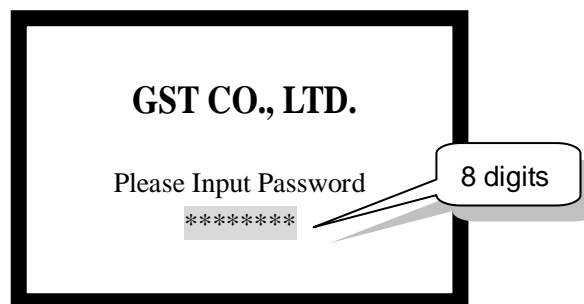 GST CO., LTD.
Please Input Password
********
8 digits